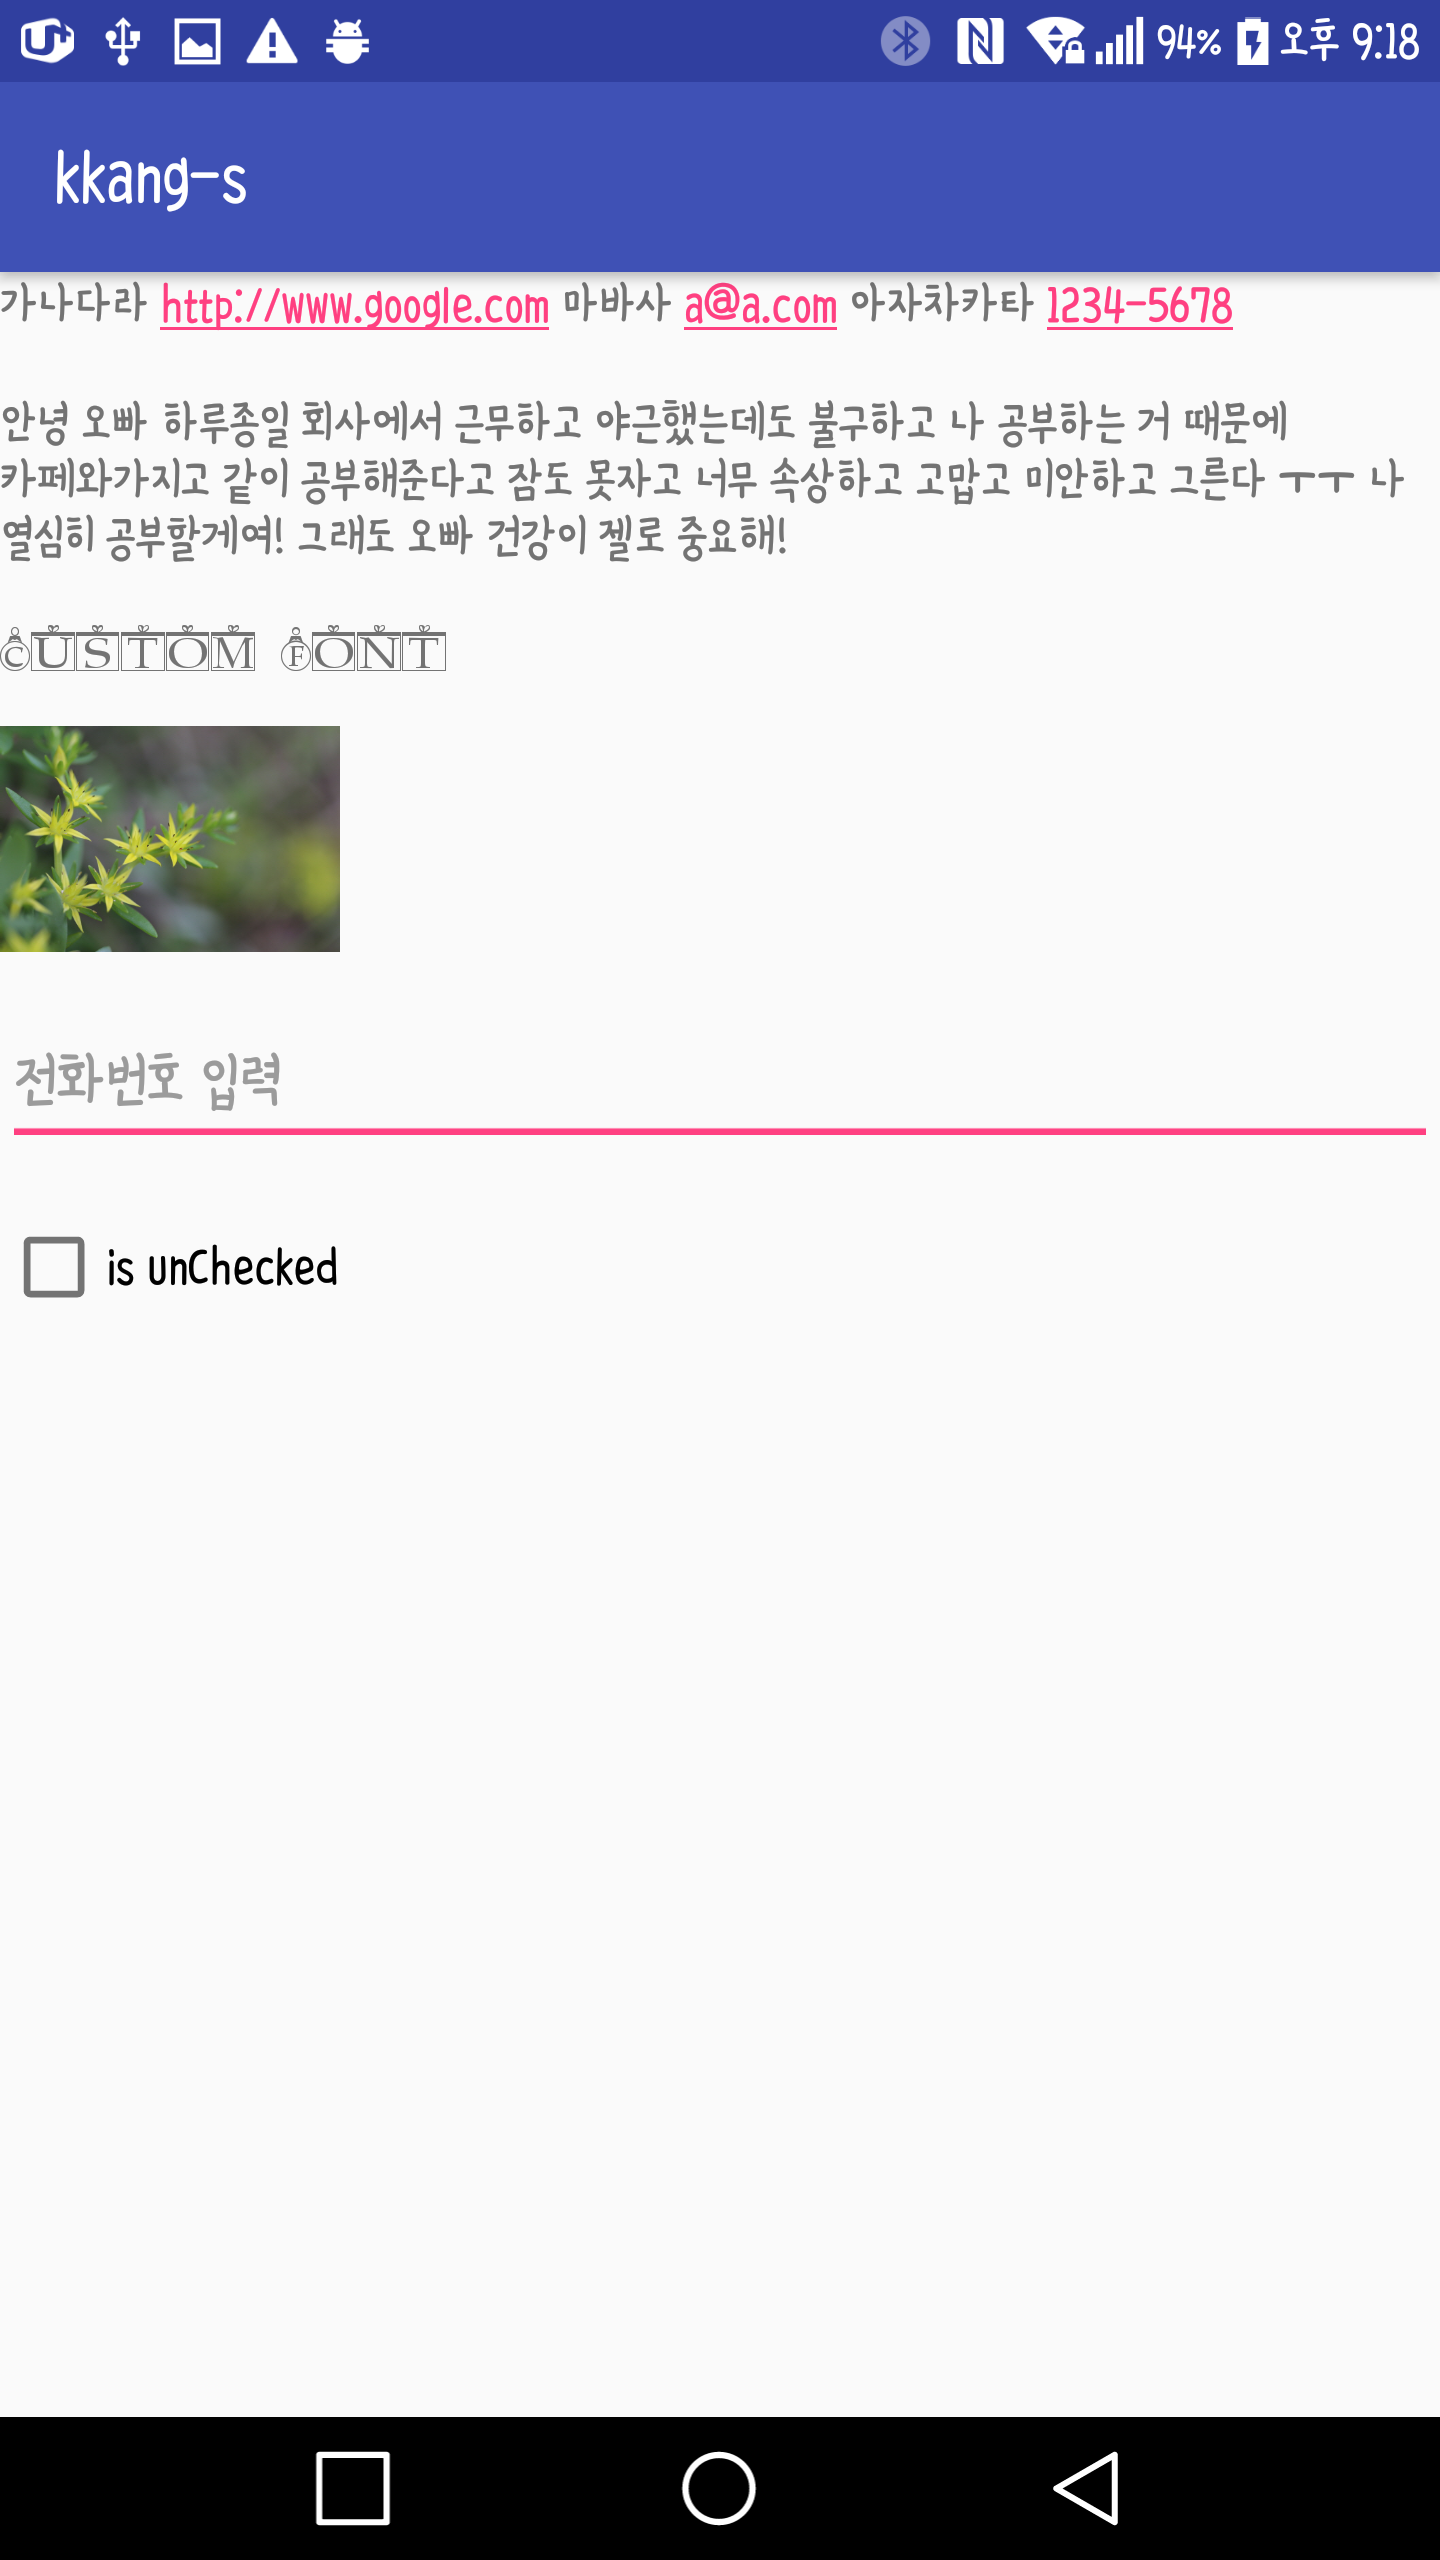 U+ 94% 오후 9:18
kkang-s
가나다라 http://www.google.com 마바사 a@a.com 아자차카타 1234-5678
안녕 오빠 하루종일 회사에서 근무하고 야근했는데도 불구하고 나 공부하는 거 때문에
카페와가지고 같이 공부해준다고 잠도 못자고 너무 속상하고 고맙고 미안하고 그른다 ㅜㅜ 나
열심히 공부할게여! 그래도 오빠 건강이 젤로 중요해!
CUSTOM FONT
전화번호 입력
is unChecked